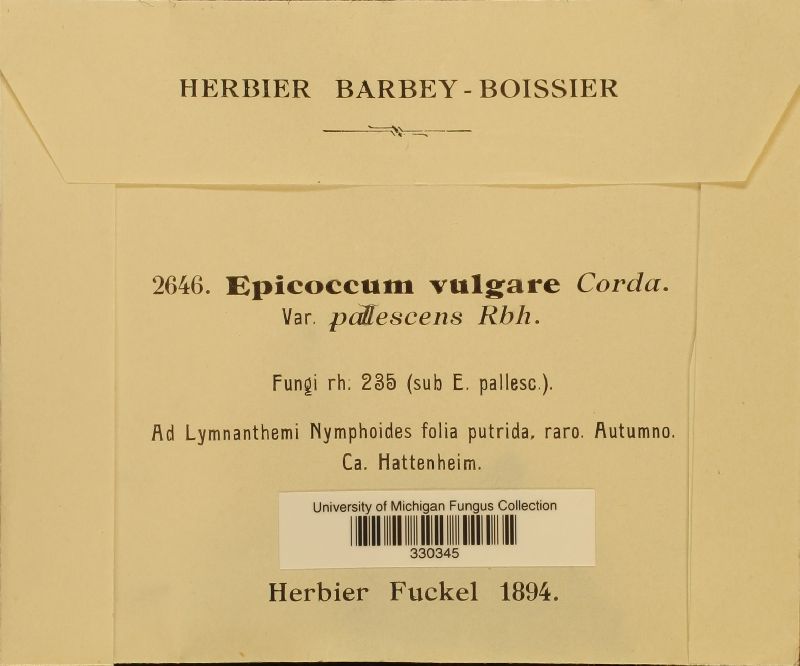 HERBIER BARBEY-BOISSIER
2646. Epicoccum vulgare Corda.
Var. pallescens Rbh.
Fungi rh. 235 (sub E. pallesc.).
Ad Lymnanthemi Nymphoides folia putrida, raro. Autumno.
Ca. Hattenheim.
University of Michigan Fungus Collection
330345
Herbier Fuckel 1894.